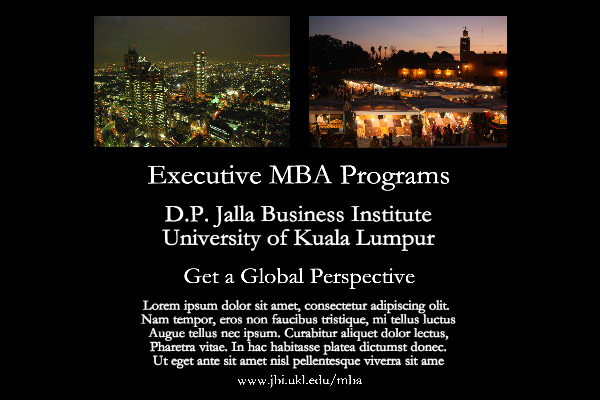 Executive MBA Programs
D.P. Jalla Business Institute
University of Kuala Lumpur
Get a Global Perspective
Lorem ipsum dolor sit amet, consectetur adipiscing olit.
Nam tempor, eros non faucibus tristique, mi tellus luctus
Augue tellus nec ipsum. Curabitur aliquet dolor lectus,
Pharetra vitae. In hac habitasse platea dictumst donec.
Ut eget ante sit amet nisl pellentesque viverra sit ame
www.jbi.ukl.edu/mba